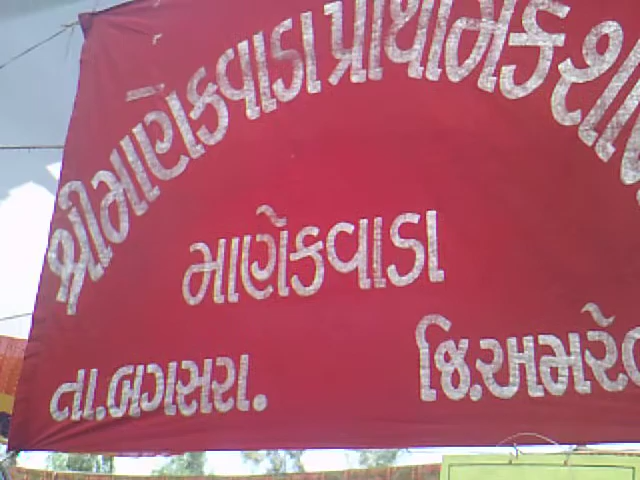 શ્રી માણેકવાડા પ્રાથમિક
માણેકવાડા
તા.બગસરા. જિ.અમરે